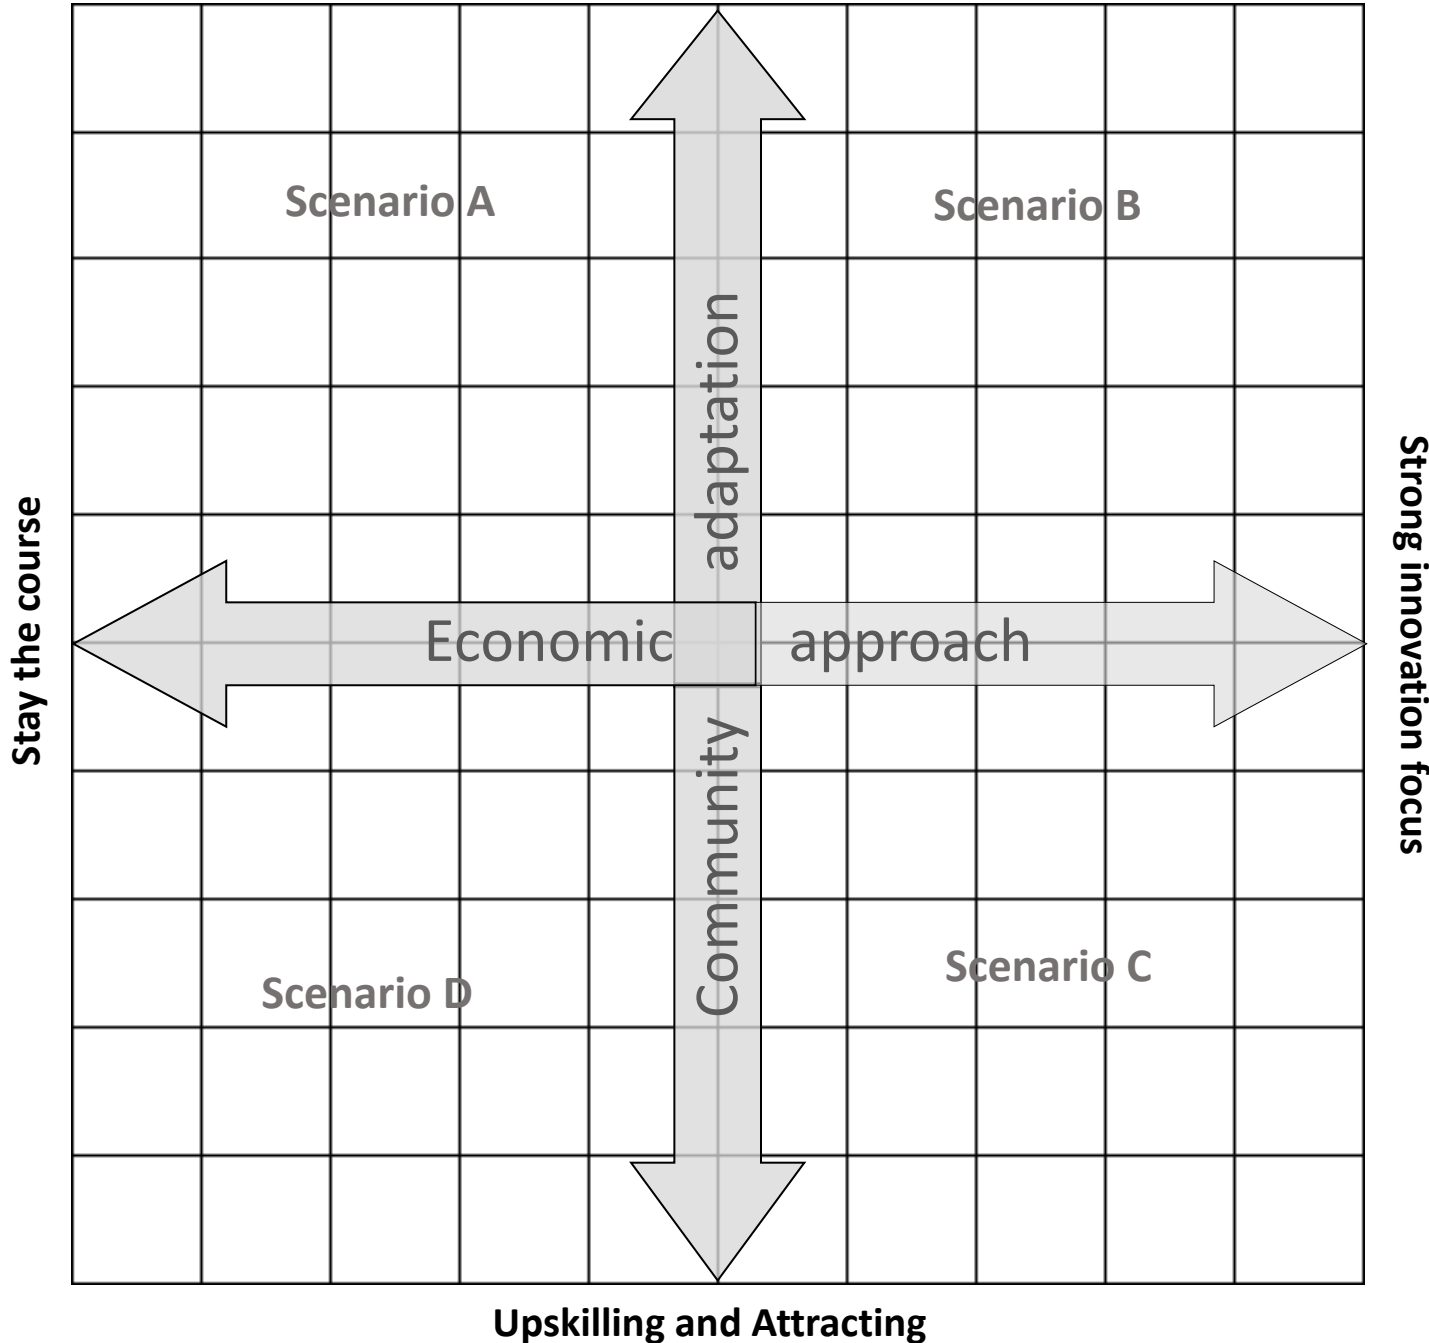 Scenario A
Scenario B
Community adaptation
Stay the course
Economic approach
Strong innovation focus
Scenario D
Scenario C
Upskilling and Attracting